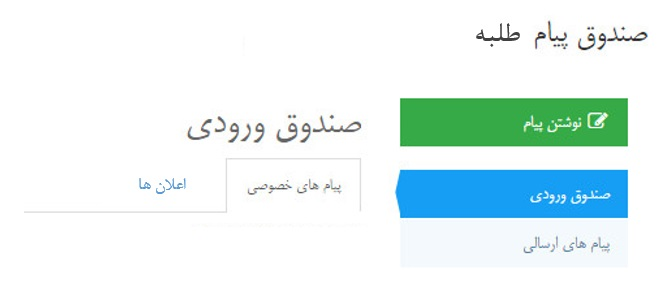 صندوق پیام طلبه
نوشتن پیام
صندوق ورودی
پیام های ارسالی
صندوق ورودی
پیام های خصوصی
اعلان ها